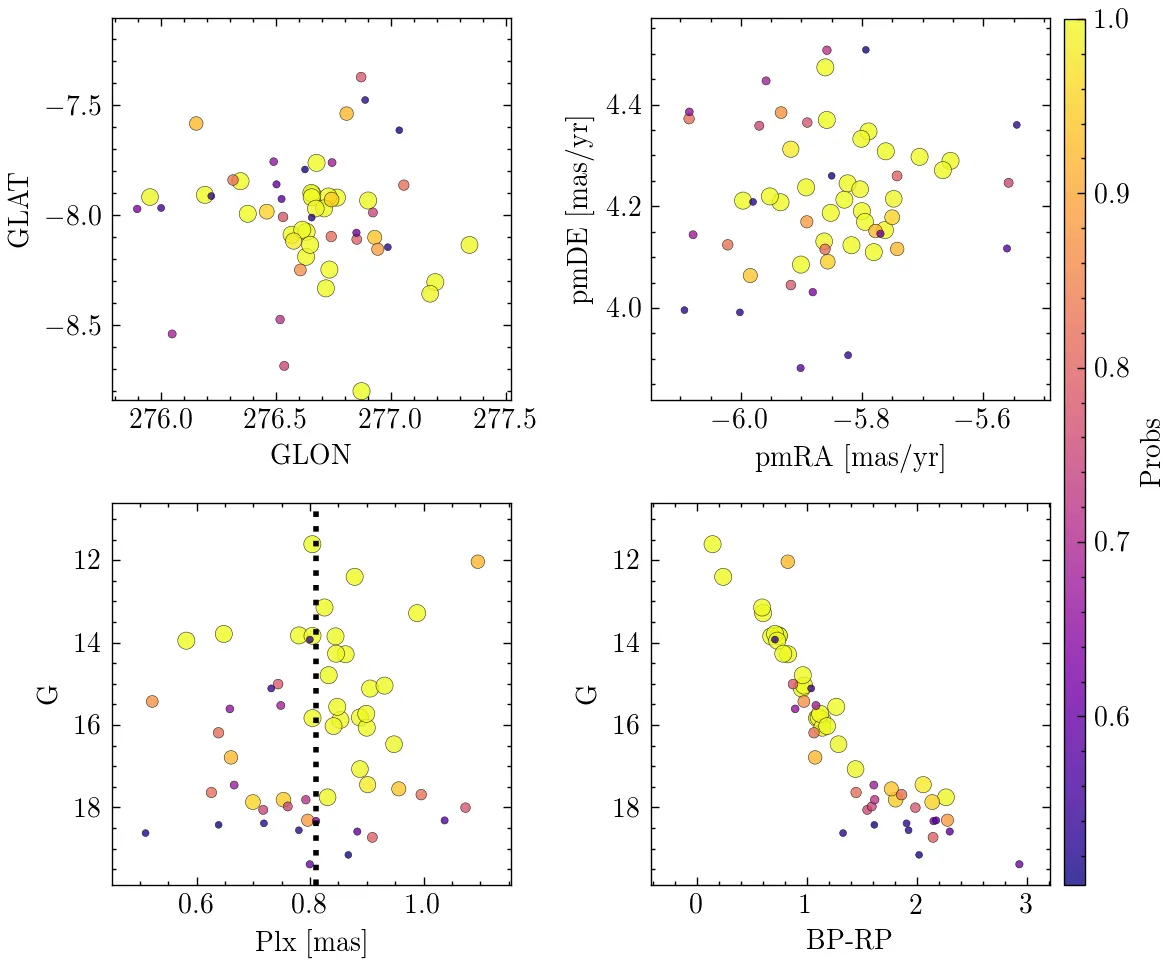 −7.5
−8.0
−8.5
GLAT
276.0 276.5 277.0 277.5
GLON
4.4
4.2
4.0
pmDE [mas/yr]
−6.0 −5.8 −5.6
pmRA [mas/yr]
1.0
0.9
0.8
0.7
0.6
Probs
12
14
16
18
G
0.6 0.8 1.0
Plx [mas]
12
14
16
18
G
0 1 2 3
BP-RP